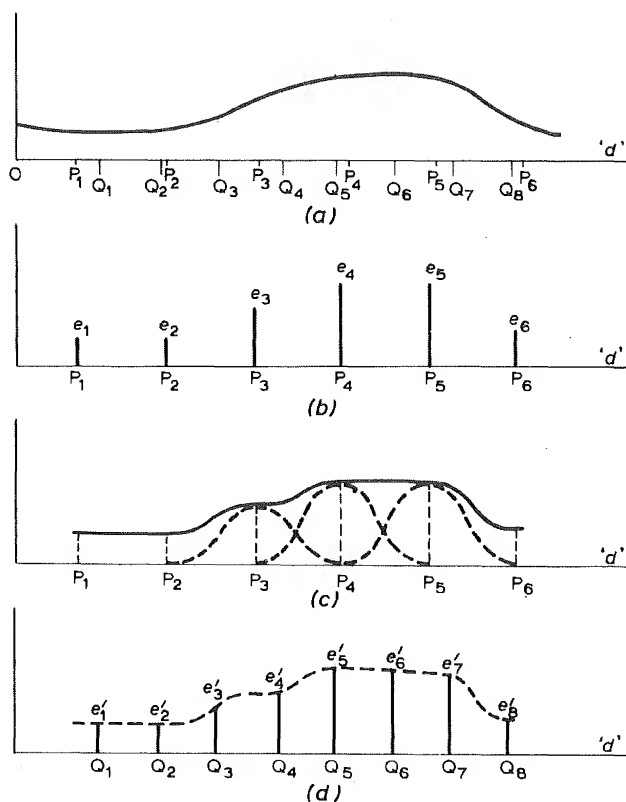 'd'
O P₁ Q₁ Q₂ P₂ Q₃ P₃ Q₄ Q₅ P₄ Q₆ P₅ Q₇ Q₈ P₆
(a)
e₁ e₂ e₃ e₄ e₅ e₆
'd'
P₁ P₂ P₃ P₄ P₅ P₆
(b)
'd'
P₁ P₂ P₃ P₄ P₅ P₆
(c)
e′₁ e′₂ e′₃ e′₄ e′₅ e′₆ e′₇ e′₈
'd'
Q₁ Q₂ Q₃ Q₄ Q₅ Q₆ Q₇ Q₈
(d)